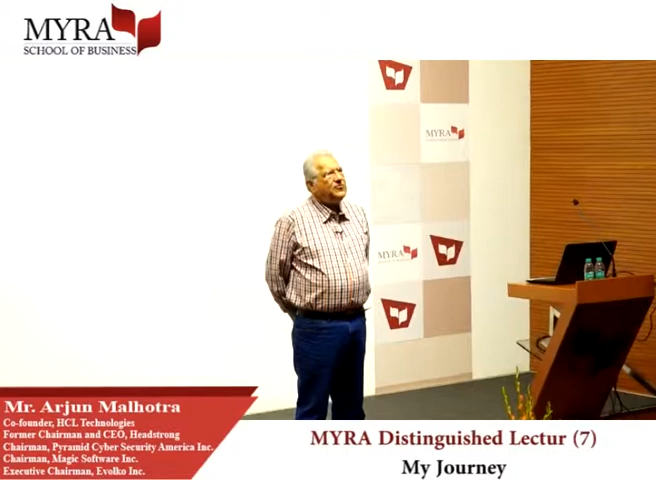 MYRA
SCHOOL OF BUSINESS
MYRA
MYRA
Mr. Arjun Malhotra
Co-founder, HCL Technologies
Former Chairman and CEO, Headstrong
Chairman, Pyramid Cyber Security America Inc.
Chairman, Magic Software Inc.
Executive Chairman, Evolko Inc.
MYRA Distinguished Lectur (7)
My Journey